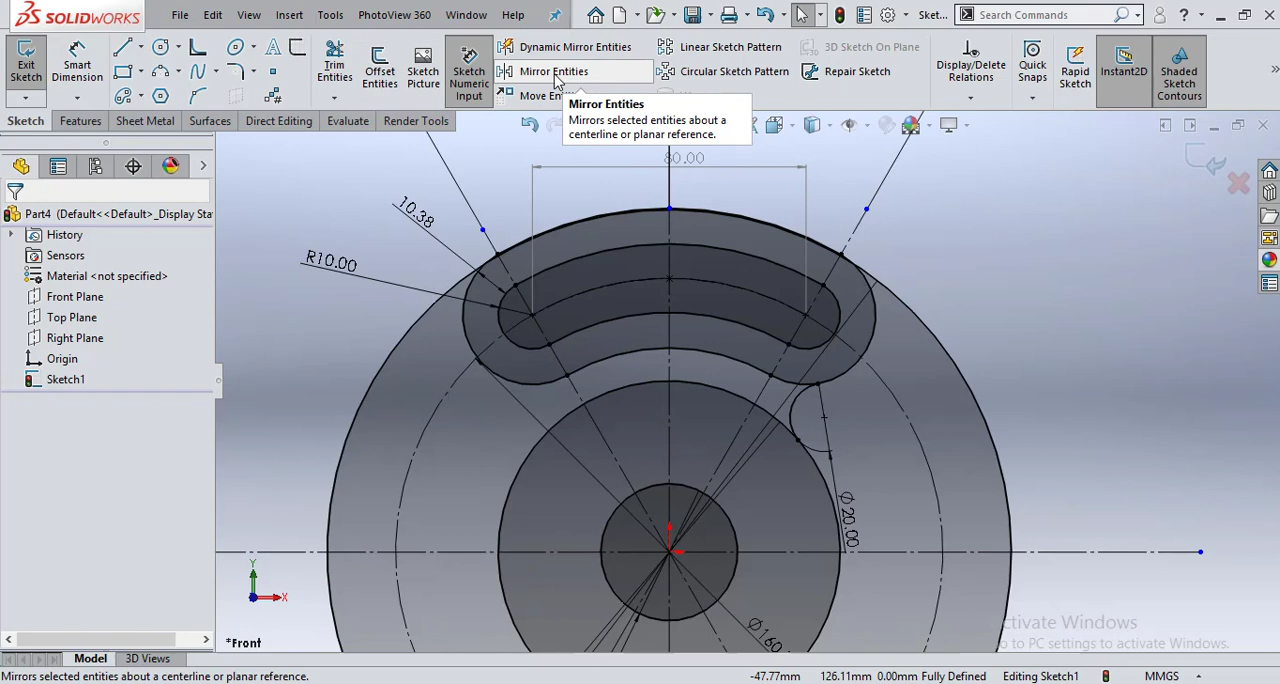 SOLIDWORKS File Edit View Insert Tools PhotoView 360 Window Help Sket... Search Commands ?
Exit Sketch
Smart Dimension
Trim Entities
Offset Entities
Sketch Picture
Sketch Numeric Input
Dynamic Mirror Entities
Mirror Entities
Linear Sketch Pattern
Circular Sketch Pattern
3D Sketch On Plane
Repair Sketch
Display/Delete Relations
Quick Snaps
Rapid Sketch
Instant2D
Shaded Sketch Contours
Mirror Entities
Mirrors selected entities about a
centerline or planar reference.
Sketch Features Sheet Metal Surfaces Direct Editing Evaluate Render Tools
Part4 (Default<<Default>_Display Sta
History
Sensors
Material <not specified>
Front Plane
Top Plane
Right Plane
Origin
Sketch1
80.00
10.38
R10.00
Ø20.00
Ø160
Y
X
*Front
Activate Windows
Go to PC settings to activate Windows.
Model 3D Views
Mirrors selected entities about a centerline or planar reference. -47.77mm 126.11mm 0.00mm Fully Defined Editing Sketch1 MMGS